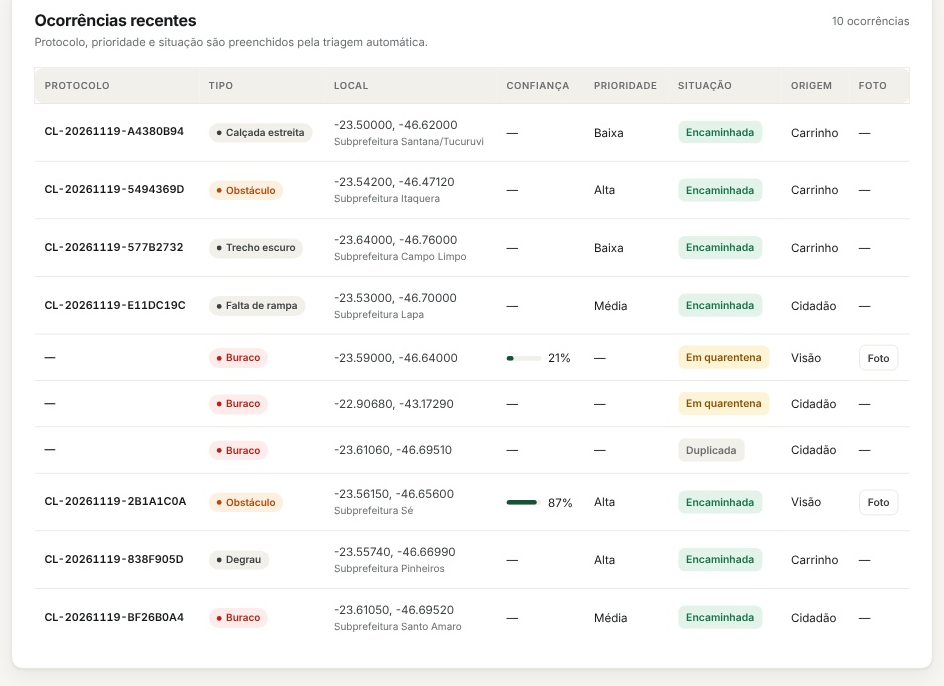 Ocorrências recentes
10 ocorrências
Protocolo, prioridade e situação são preenchidos pela triagem automática.
PROTOCOLO TIPO LOCAL CONFIANÇA PRIORIDADE SITUAÇÃO ORIGEM FOTO
CL-20261119-A4380B94 Calçada estreita -23.50000, -46.62000 — Baixa Encaminhada Carrinho —
Subprefeitura Santana/Tucuruvi
CL-20261119-5494369D Obstáculo -23.54200, -46.47120 — Alta Encaminhada Carrinho —
Subprefeitura Itaquera
CL-20261119-577B2732 Trecho escuro -23.64000, -46.76000 — Baixa Encaminhada Carrinho —
Subprefeitura Campo Limpo
CL-20261119-E11DC19C Falta de rampa -23.53000, -46.70000 — Média Encaminhada Cidadão —
Subprefeitura Lapa
— Buraco -23.59000, -46.64000 21% — Em quarentena Visão Foto
— Buraco -22.90680, -43.17290 — — Em quarentena Cidadão —
— Buraco -23.61060, -46.69510 — — Duplicada Cidadão —
CL-20261119-2B1A1C0A Obstáculo -23.56150, -46.65600 87% Alta Encaminhada Visão Foto
Subprefeitura Sé
CL-20261119-838F905D Degrau -23.55740, -46.66990 — Alta Encaminhada Carrinho —
Subprefeitura Pinheiros
CL-20261119-BF26B0A4 Buraco -23.61050, -46.69520 — Média Encaminhada Cidadão —
Subprefeitura Santo Amaro